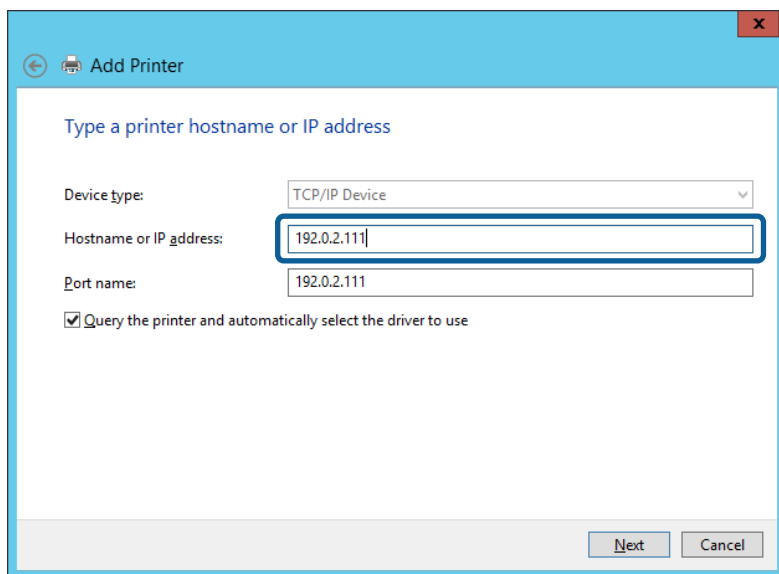 x
Add Printer
Type a printer hostname or IP address
Device type: TCP/IP Device
Hostname or IP address: 192.0.2.111
Port name: 192.0.2.111
Query the printer and automatically select the driver to use
Next Cancel